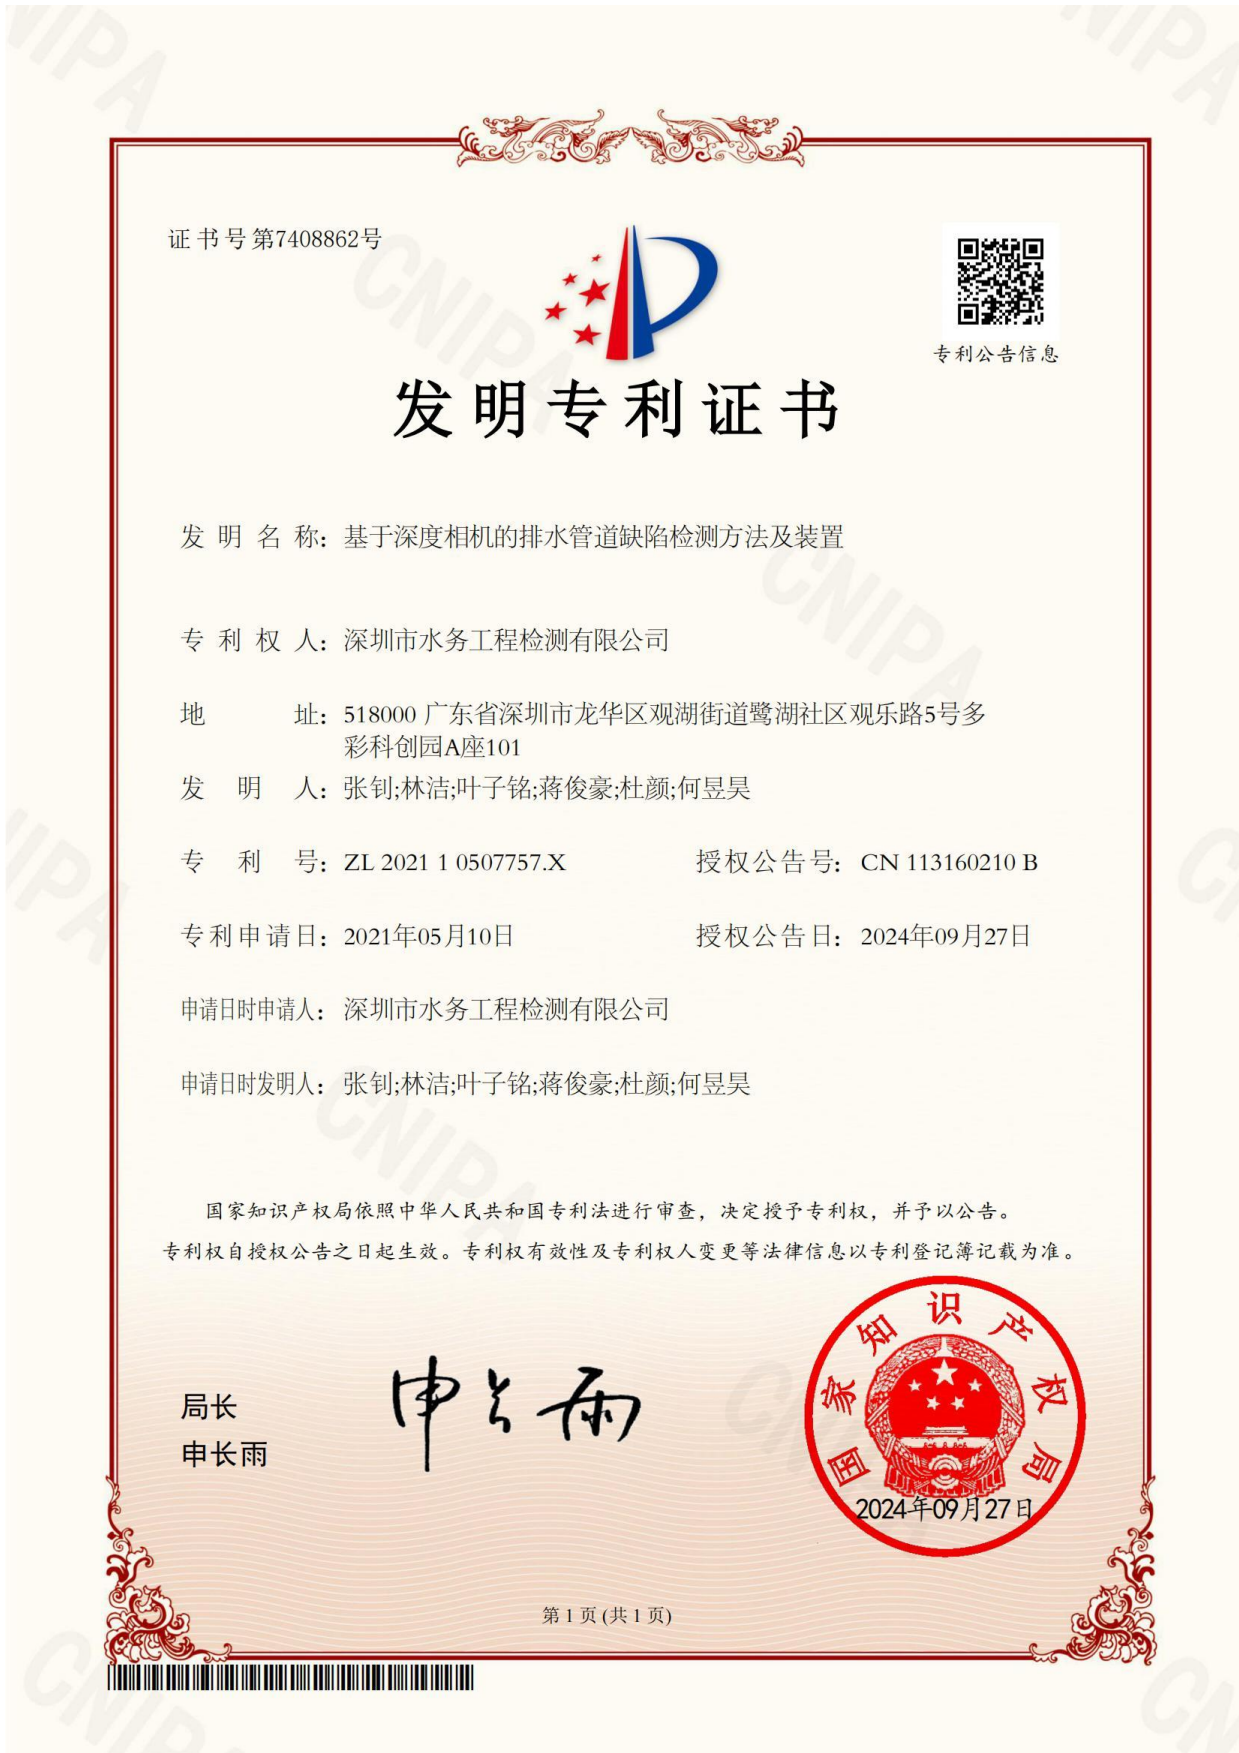 证书号第7408862号
专利公告信息
发明专利证书
发明名称：基于深度相机的排水管道缺陷检测方法及装置
专利权人：深圳市水务工程检测有限公司
地址：518000 广东省深圳市龙华区观湖街道鹭湖社区观乐路5号多
彩科创园A座101
发明人：张钊;林洁;叶子铭;蒋俊豪;杜颜;何昱昊
专利号：ZL 2021 1 0507757.X 授权公告号：CN 113160210 B
专利申请日：2021年05月10日 授权公告日：2024年09月27日
申请日时申请人：深圳市水务工程检测有限公司
申请日时发明人：张钊;林洁;叶子铭;蒋俊豪;杜颜;何昱昊
国家知识产权局依照中华人民共和国专利法进行审查，决定授予专利权，并予以公告。
专利权自授权公告之日起生效。专利权有效性及专利权人变更等法律信息以专利登记簿记载为准。
局长
申长雨
申长雨
国家知识产权局
2024年09月27日
第 1 页 (共 1 页)
CNIPA